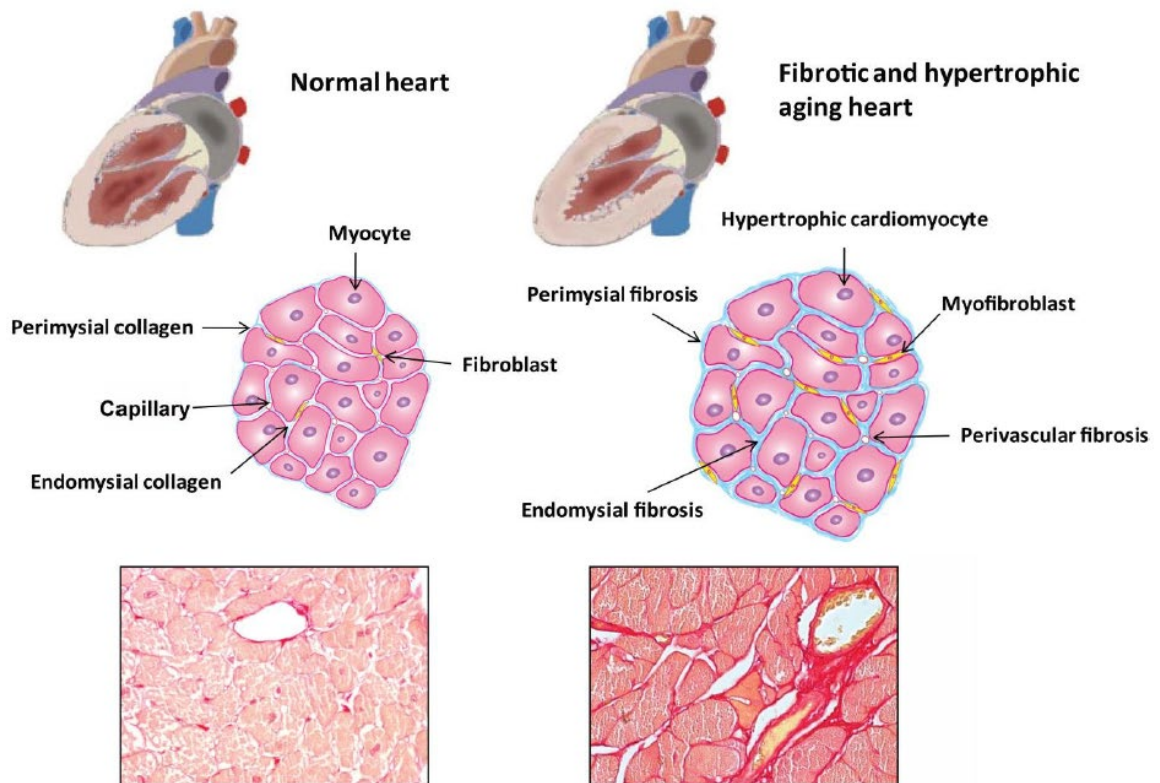 Normal heart
Fibrotic and hypertrophic
aging heart
Myocyte
Perimysial collagen
Fibroblast
Capillary
Endomysial collagen
Hypertrophic cardiomyocyte
Perimysial fibrosis
Myofibroblast
Perivascular fibrosis
Endomysial fibrosis